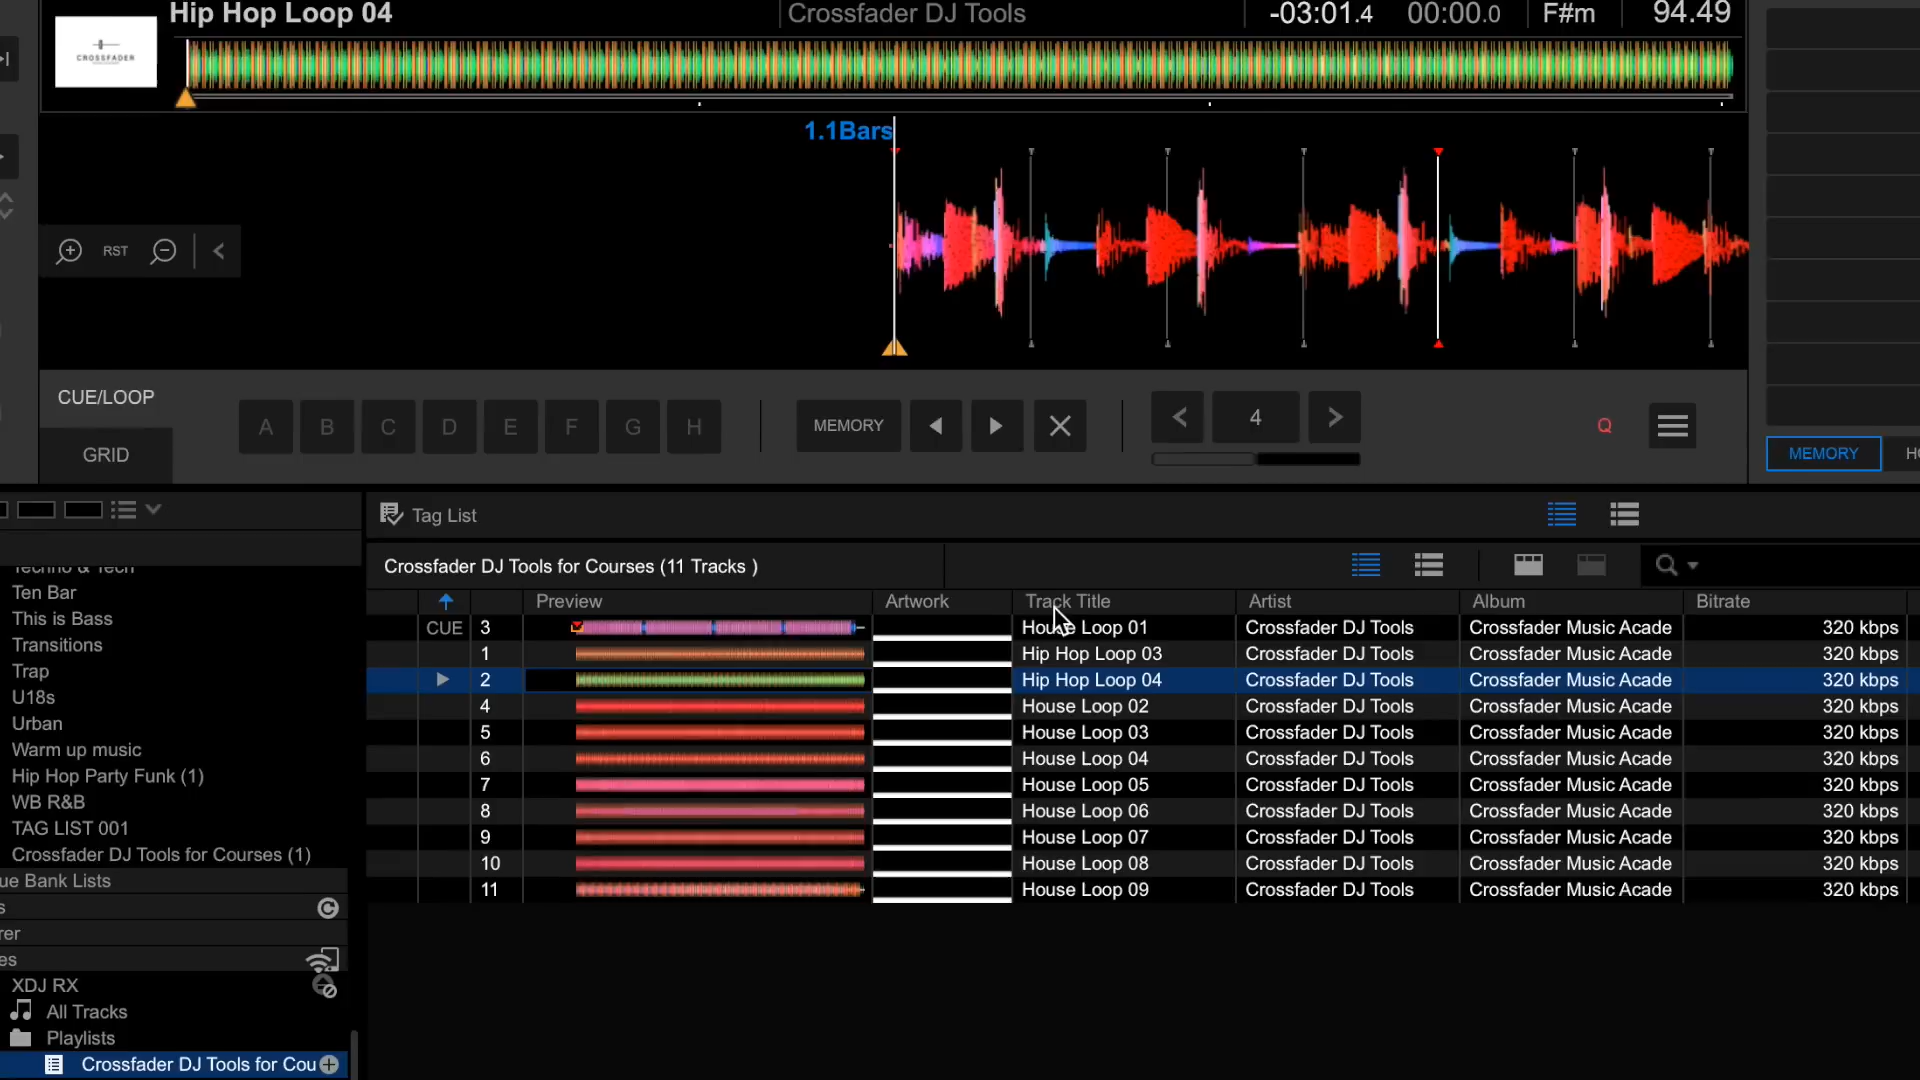 Hip Hop Loop 04 Crossfader DJ Tools -03:01.4 00:00.0 F#m 94.49
CROSSFADER
1.1Bars
RST
CUE/LOOP
GRID
A B C D E F G H MEMORY 4 Q
MEMORY HO
Tag List
Crossfader DJ Tools for Courses (11 Tracks )
Preview Artwork Track Title Artist Album Bitrate
CUE 3 House Loop 01 Crossfader DJ Tools Crossfader Music Acade 320 kbps
1 Hip Hop Loop 03 Crossfader DJ Tools Crossfader Music Acade 320 kbps
2 Hip Hop Loop 04 Crossfader DJ Tools Crossfader Music Acade 320 kbps
4 House Loop 02 Crossfader DJ Tools Crossfader Music Acade 320 kbps
5 House Loop 03 Crossfader DJ Tools Crossfader Music Acade 320 kbps
6 House Loop 04 Crossfader DJ Tools Crossfader Music Acade 320 kbps
7 House Loop 05 Crossfader DJ Tools Crossfader Music Acade 320 kbps
8 House Loop 06 Crossfader DJ Tools Crossfader Music Acade 320 kbps
9 House Loop 07 Crossfader DJ Tools Crossfader Music Acade 320 kbps
10 House Loop 08 Crossfader DJ Tools Crossfader Music Acade 320 kbps
11 House Loop 09 Crossfader DJ Tools Crossfader Music Acade 320 kbps
Techno & Tech
Ten Bar
This is Bass
Transitions
Trap
U18s
Urban
Warm up music
Hip Hop Party Funk (1)
WB R&B
TAG LIST 001
Crossfader DJ Tools for Courses (1)
ue Bank Lists
s
rer
es
XDJ RX
All Tracks
Playlists
Crossfader DJ Tools for Cou